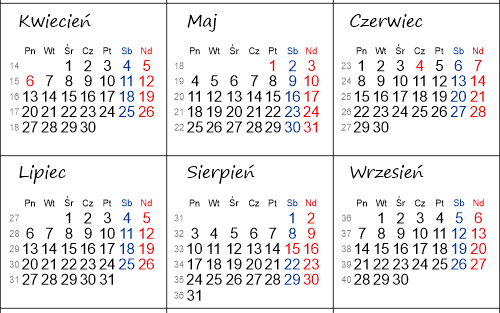 Kwiecień
Pn Wt Śr Cz Pt Sb Nd
14 1 2 3 4 5
15 6 7 8 9 10 11 12
16 13 14 15 16 17 18 19
17 20 21 22 23 24 25 26
18 27 28 29 30
Maj
Pn Wt Śr Cz Pt Sb Nd
18 1 2 3
19 4 5 6 7 8 9 10
20 11 12 13 14 15 16 17
21 18 19 20 21 22 23 24
22 25 26 27 28 29 30 31
Czerwiec
Pn Wt Śr Cz Pt Sb Nd
23 1 2 3 4 5 6 7
24 8 9 10 11 12 13 14
25 15 16 17 18 19 20 21
26 22 23 24 25 26 27 28
27 29 30
Lipiec
Pn Wt Śr Cz Pt Sb Nd
27 1 2 3 4 5
28 6 7 8 9 10 11 12
29 13 14 15 16 17 18 19
30 20 21 22 23 24 25 26
31 27 28 29 30 31
Sierpień
Pn Wt Śr Cz Pt Sb Nd
31 1 2
32 3 4 5 6 7 8 9
33 10 11 12 13 14 15 16
34 17 18 19 20 21 22 23
35 24 25 26 27 28 29 30
36 31
Wrzesień
Pn Wt Śr Cz Pt Sb Nd
36 1 2 3 4 5 6
37 7 8 9 10 11 12 13
38 14 15 16 17 18 19 20
39 21 22 23 24 25 26 27
40 28 29 30